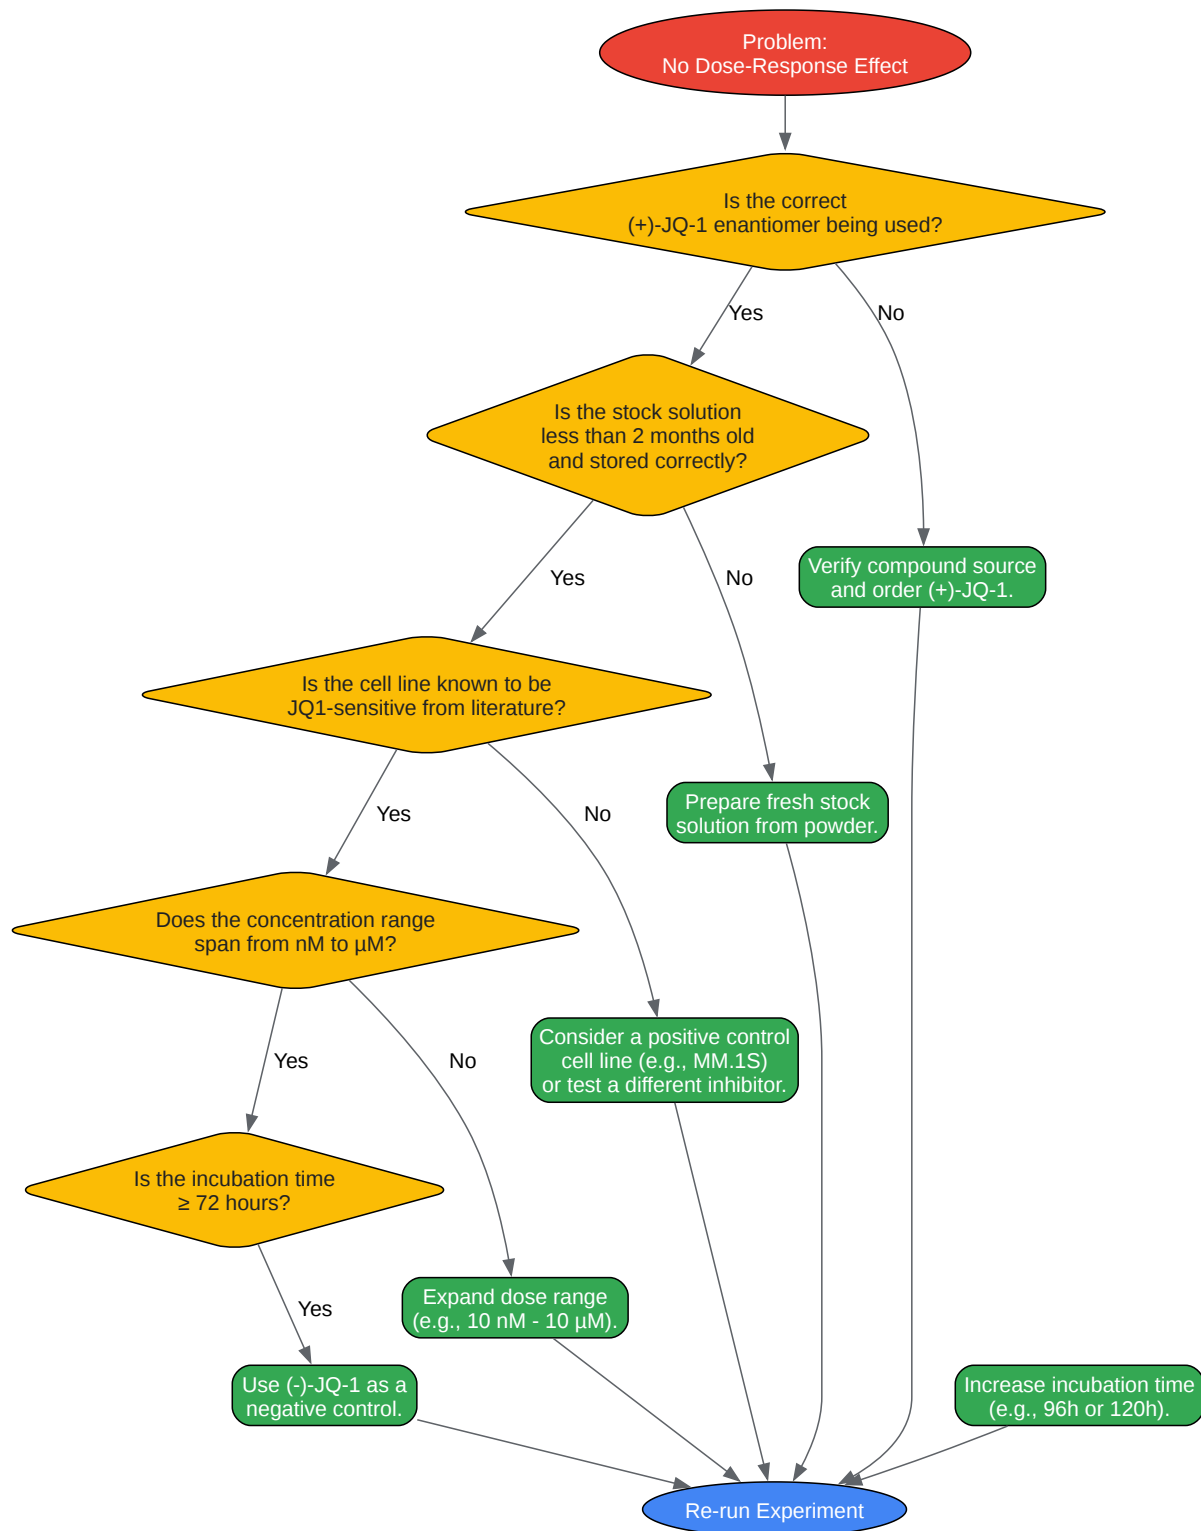 Problem:
No Dose-Response Effect
Is the correct
(+)-JQ-1 enantiomer being used?
Yes
No
Is the stock solution
less than 2 months old
and stored correctly?
Yes
No
Verify compound source
and order (+)-JQ-1.
Is the cell line known to be
JQ1-sensitive from literature?
Yes
No
Prepare fresh stock
solution from powder.
Does the concentration range
span from nM to µM?
Yes
No
Consider a positive control
cell line (e.g., MM.1S)
or test a different inhibitor.
Is the incubation time
≥ 72 hours?
Yes
Expand dose range
(e.g., 10 nM - 10 µM).
Use (-)-JQ-1 as a
negative control.
Increase incubation time
(e.g., 96h or 120h).
Re-run Experiment